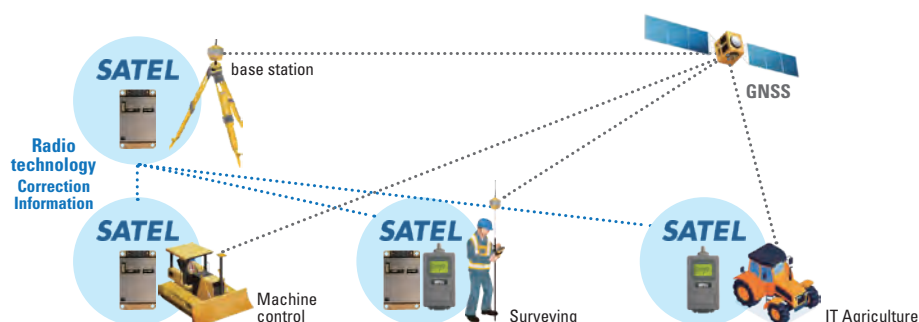 SATEL
base station
GNSS
Radio
technology
Correction
Information
SATEL
Machine
control
SATEL
Surveying
SATEL
IT Agriculture